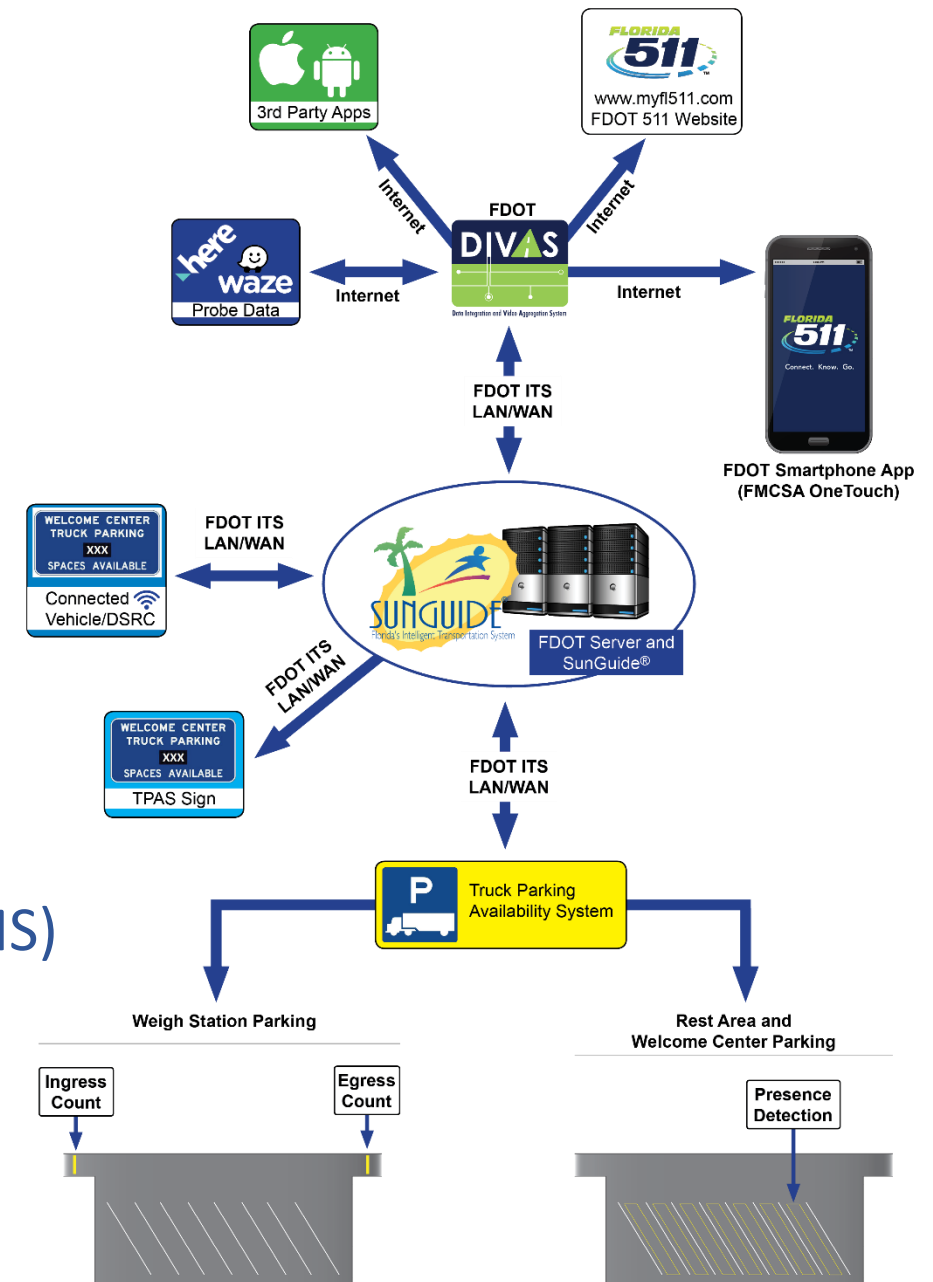 FLORIDA
511
™
www.myfl511.com
FDOT 511 Website
3rd Party Apps
Internet
Internet
FDOT
DIVAS
Data Integration and Video Aggregation System
here
waze
Probe Data
Internet
Internet
FLORIDA
511
Connect. Know. Go.
FDOT Smartphone App
(FMCSA OneTouch)
FDOT ITS
LAN/WAN
WELCOME CENTER
TRUCK PARKING
XXX
SPACES AVAILABLE
Connected
Vehicle/DSRC
FDOT ITS
LAN/WAN
SUNGUIDE
Florida's Intelligent Transportation System
FDOT Server and
SunGuide®
FDOT ITS
LAN/WAN
WELCOME CENTER
TRUCK PARKING
XXX
SPACES AVAILABLE
TPAS Sign
FDOT ITS
LAN/WAN
P
Truck Parking
Availability System
IS)
Weigh Station Parking
Rest Area and
Welcome Center Parking
Ingress
Count
Egress
Count
Presence
Detection